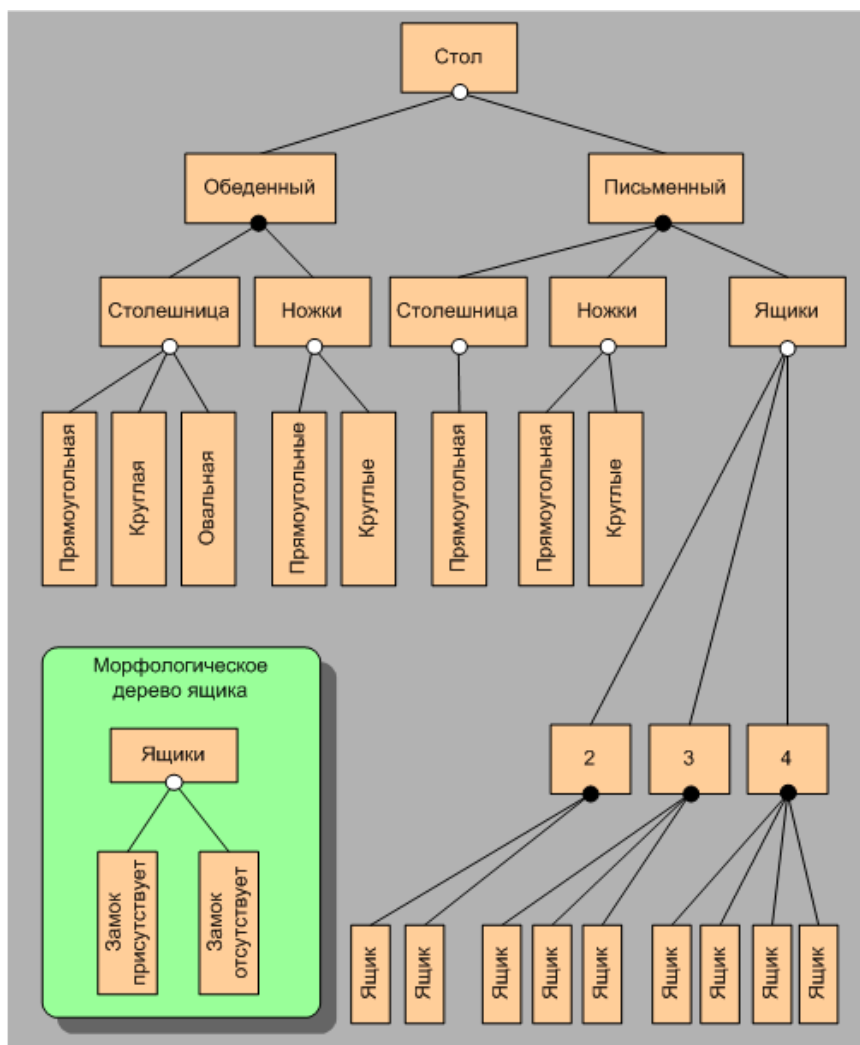 Стол
Обеденный
Письменный
Столешница
Ножки
Столешница
Ножки
Ящики
Прямоугольная
Круглая
Овальная
Прямоугольные
Круглые
Прямоугольная
Прямоугольная
Круглые
Морфологическое
дерево ящика
Ящики
Замок
присутствует
Замок
отсутствует
2
3
4
Ящик
Ящик
Ящик
Ящик
Ящик
Ящик
Ящик
Ящик
Ящик